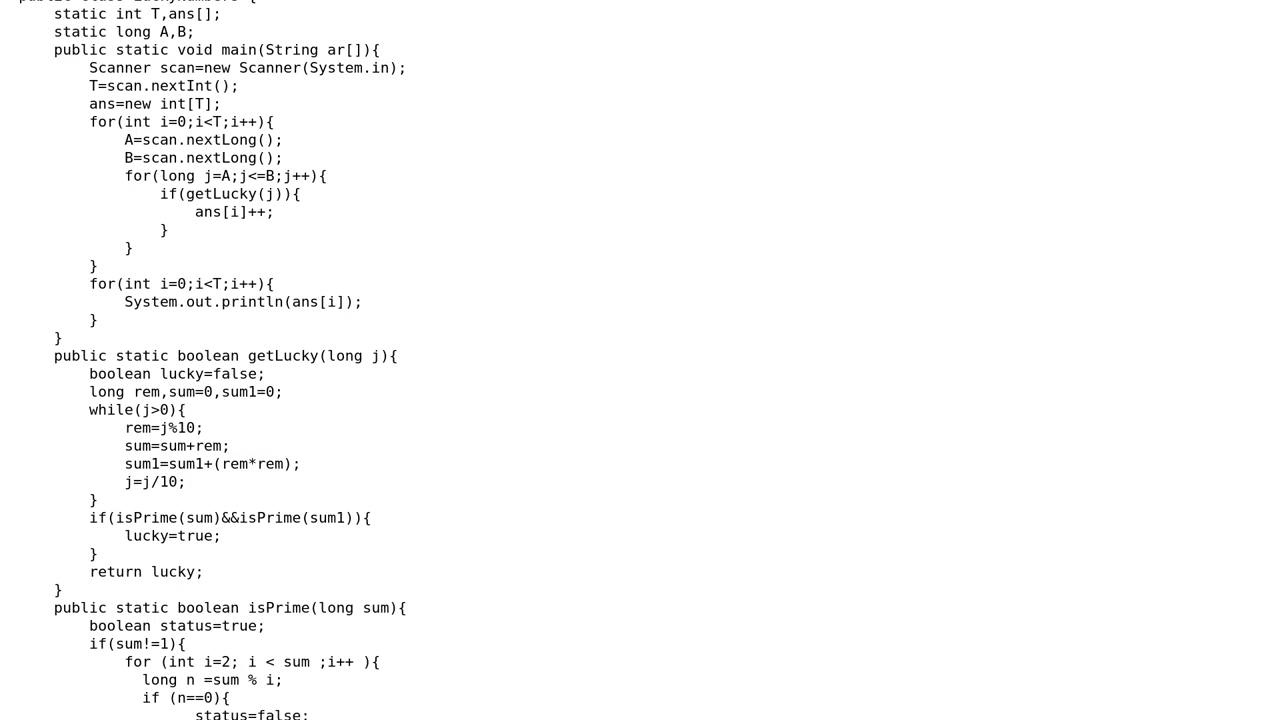 static int T,ans[];
static long A,B;
public static void main(String ar[]){
Scanner scan=new Scanner(System.in);
T=scan.nextInt();
ans=new int[T];
for(int i=0;i<T;i++){
A=scan.nextLong();
B=scan.nextLong();
for(long j=A;j<=B;j++){
if(getLucky(j)){
ans[i]++;
}
}
}
for(int i=0;i<T;i++){
System.out.println(ans[i]);
}
}
public static boolean getLucky(long j){
boolean lucky=false;
long rem,sum=0,sum1=0;
while(j>0){
rem=j%10;
sum=sum+rem;
sum1=sum1+(rem*rem);
j=j/10;
}
if(isPrime(sum)&&isPrime(sum1)){
lucky=true;
}
return lucky;
}
public static boolean isPrime(long sum){
boolean status=true;
if(sum!=1){
for (int i=2; i < sum ;i++ ){
long n =sum % i;
if (n==0){
status=false;